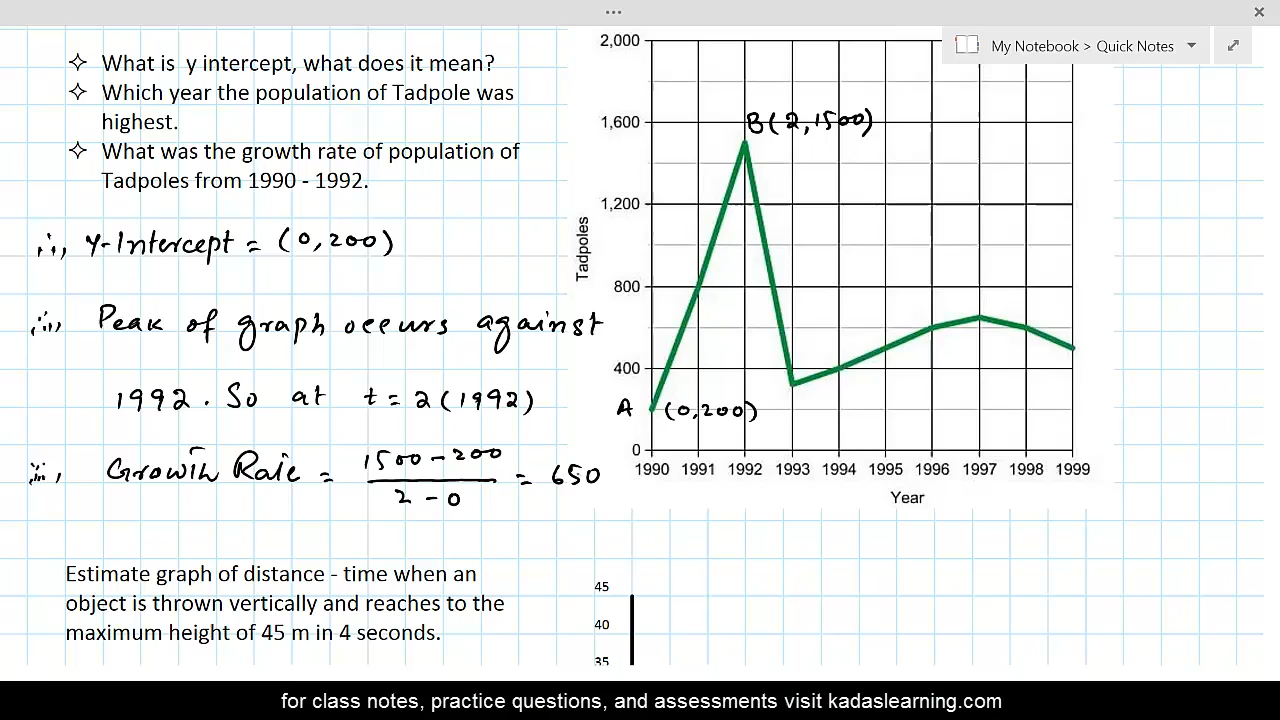 My Notebook > Quick Notes
✧ What is y intercept, what does it mean?
✧ Which year the population of Tadpole was
highest.
✧ What was the growth rate of population of
Tadpoles from 1990 - 1992.
∴ i, Y-Intercept = (0,200)
∴ ii, Peak of graph occurs against
1992. So at t = 2 (1992)
∴ iii, Growth Rate = 1500 - 200
2 - 0
= 650
Estimate graph of distance - time when an
object is thrown vertically and reaches to the
maximum height of 45 m in 4 seconds.
2,000
1,600
1,200
800
400
0
Tadpoles
B(2,1500)
A (0,200)
1990 1991 1992 1993 1994 1995 1996 1997 1998 1999
Year
45
40
35
for class notes, practice questions, and assessments visit kadaslearning.com